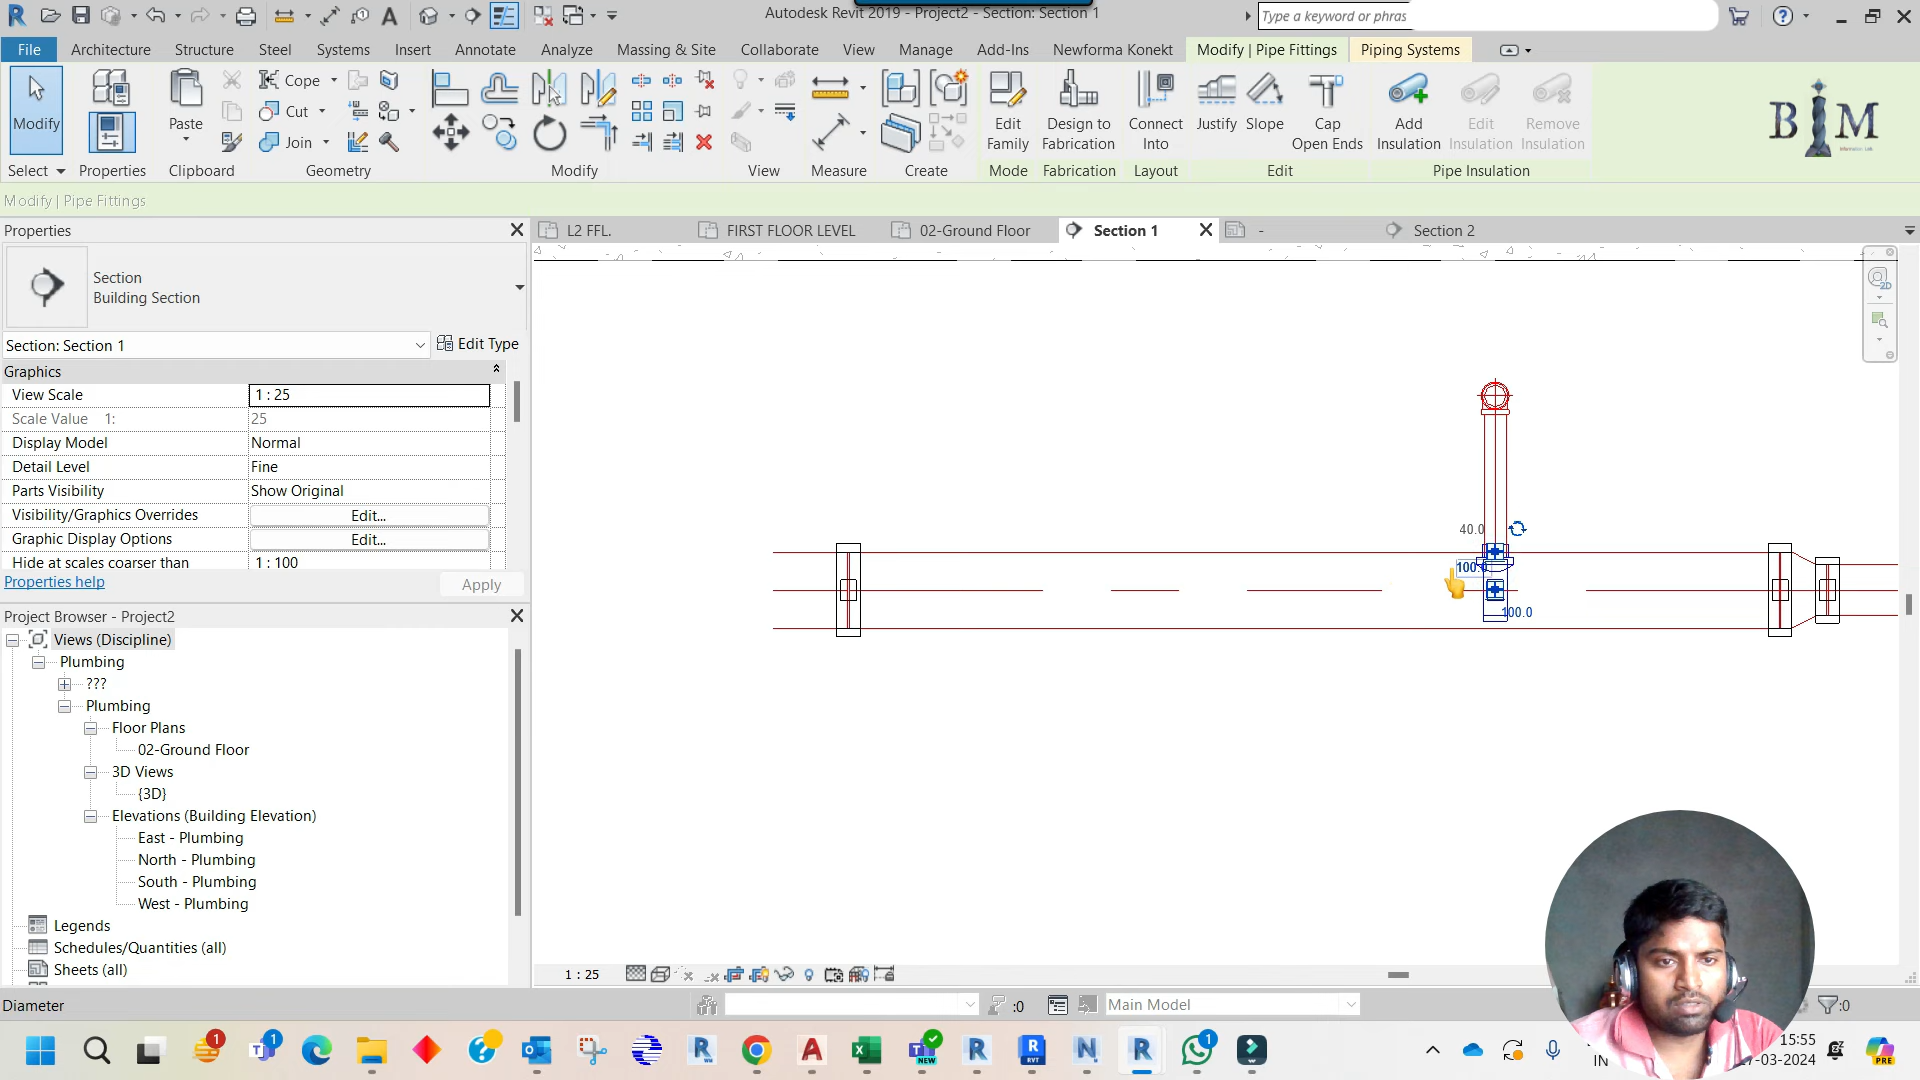 Autodesk Revit 2019 - Project2 - Section: Section 1
Type a keyword or phras
File Architecture Structure Steel Systems Insert Annotate Analyze Massing & Site Collaborate View Manage Add-Ins Newforma Konekt Modify | Pipe Fittings Piping Systems
Modify
Paste
Cope
Cut
Join
Edit Family
Design to Fabrication
Connect Into
Justify
Slope
Cap Open Ends
Add Insulation
Edit Insulation
Remove Insulation
BIM
Select Properties Clipboard Geometry Modify View Measure Create Mode Fabrication Layout Edit Pipe Insulation
Modify | Pipe Fittings
Properties
L2 FFL. FIRST FLOOR LEVEL 02-Ground Floor Section 1 - Section 2
Section
Building Section
Section: Section 1 Edit Type
Graphics
View Scale 1 : 25
Scale Value 1: 25
Display Model Normal
Detail Level Fine
Parts Visibility Show Original
Visibility/Graphics Overrides Edit...
Graphic Display Options Edit...
Hide at scales coarser than 1 : 100
Properties help Apply
40.0
100.0
2D
Project Browser - Project2
Views (Discipline)
Plumbing
???
Plumbing
Floor Plans
02-Ground Floor
3D Views
{3D}
Elevations (Building Elevation)
East - Plumbing
North - Plumbing
South - Plumbing
West - Plumbing
Legends
Schedules/Quantities (all)
Sheets (all)
1 : 25
Diameter
:0
Main Model
:0
IN
15:55
7-03-2024